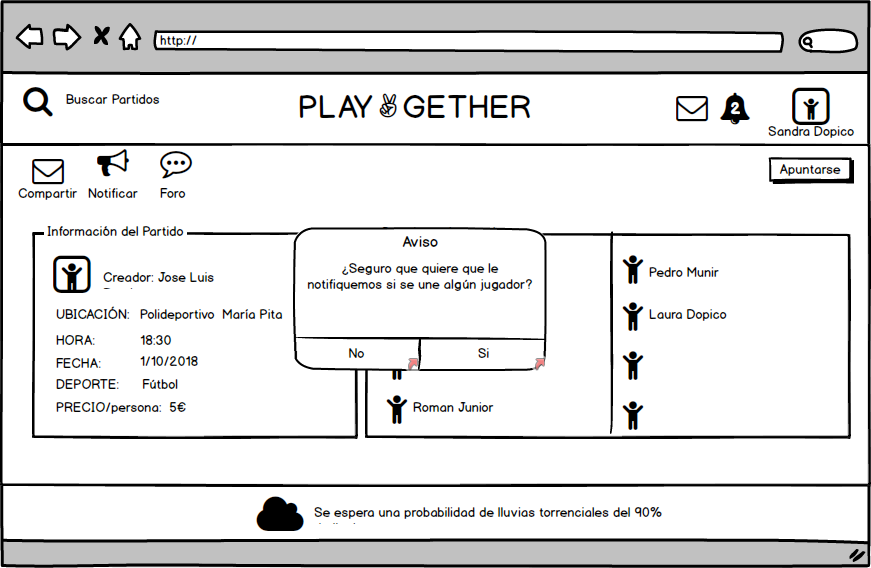 http://
Buscar Partidos
PLAY GETHER
2
Sandra Dopico
Compartir
Notificar
Foro
Apuntarse
Información del Partido
Creador: Jose Luis
UBICACIÓN: Polideportivo María Pita
HORA: 18:30
FECHA: 1/10/2018
DEPORTE: Fútbol
PRECIO/persona: 5€
Aviso
¿Seguro que quiere que le
notifiquemos si se une algún jugador?
No
Si
Roman Junior
Pedro Munir
Laura Dopico
Se espera una probabilidad de lluvias torrenciales del 90%